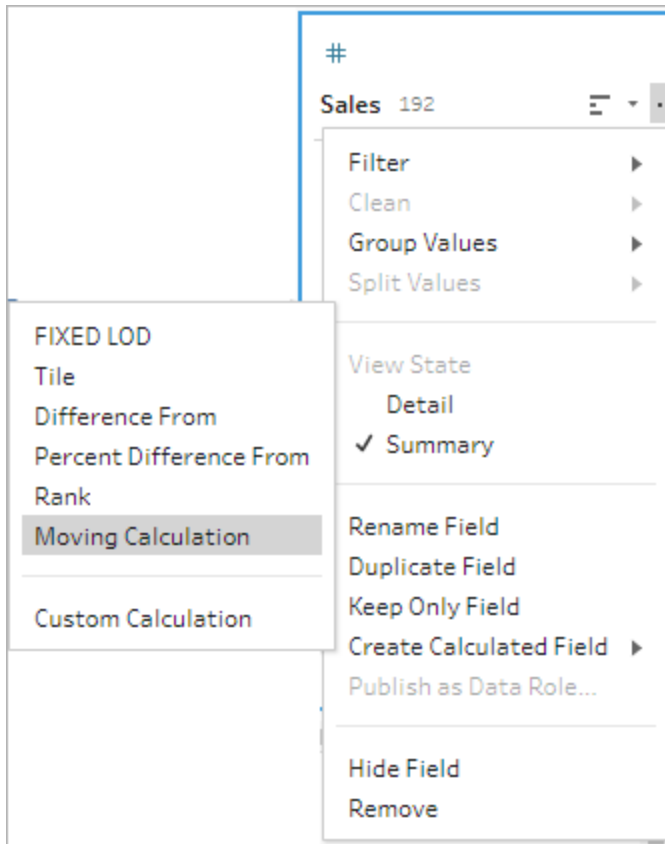 #
Sales 192
Filter
Clean
Group Values
Split Values
View State
Detail
✓ Summary
Rename Field
Duplicate Field
Keep Only Field
Create Calculated Field
Publish as Data Role...
Hide Field
Remove
FIXED LOD
Tile
Difference From
Percent Difference From
Rank
Moving Calculation
Custom Calculation